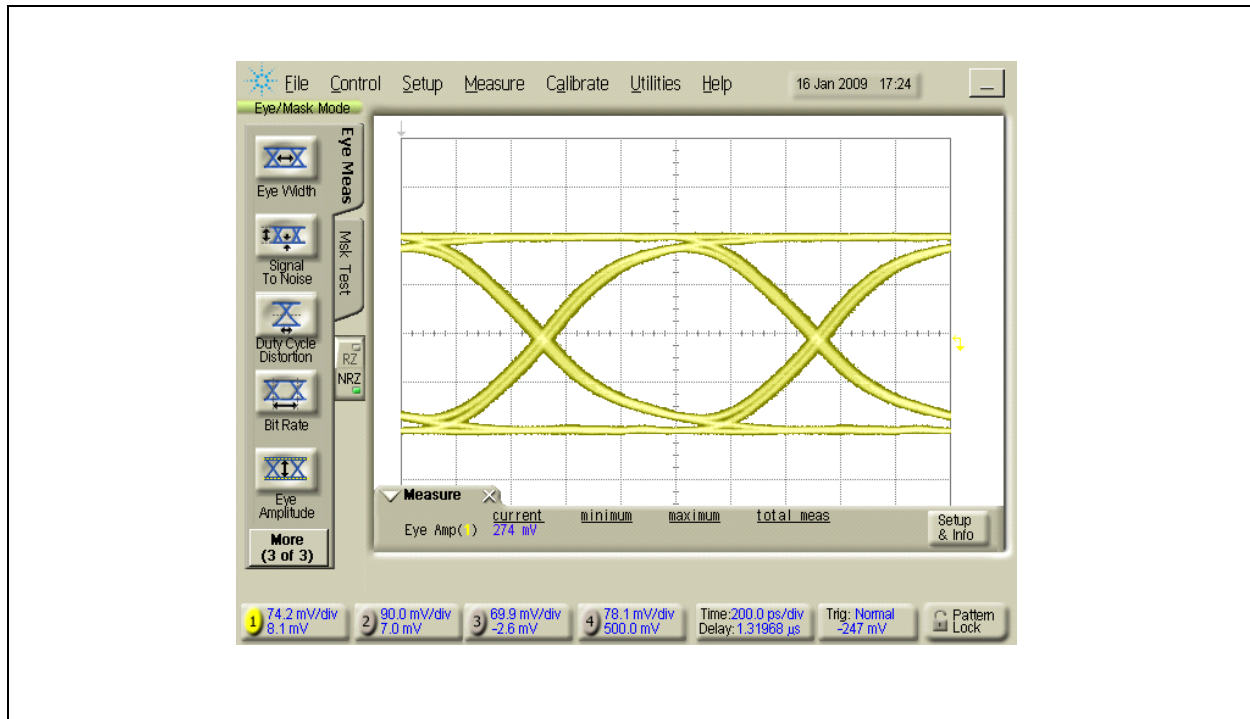 File Control Setup Measure Calibrate Utilities Help 16 Jan 2009 17:24
Eye/Mask Mode
Eye Meas
Msk Test
Eye Width
Signal
To Noise
Duty Cycle
Distortion
RZ
NRZ
Bit Rate
Eye
Amplitude
More
(3 of 3)
Measure
current minimum maximum total meas
Eye Amp(1) 274 mV
Setup
& Info
1 74.2 mV/div
8.1 mV
2 90.0 mV/div
7.0 mV
3 69.9 mV/div
-2.6 mV
4 78.1 mV/div
500.0 mV
Time:200.0 ps/div
Delay:1.31968 µs
Trig: Normal
-247 mV
Pattern
Lock